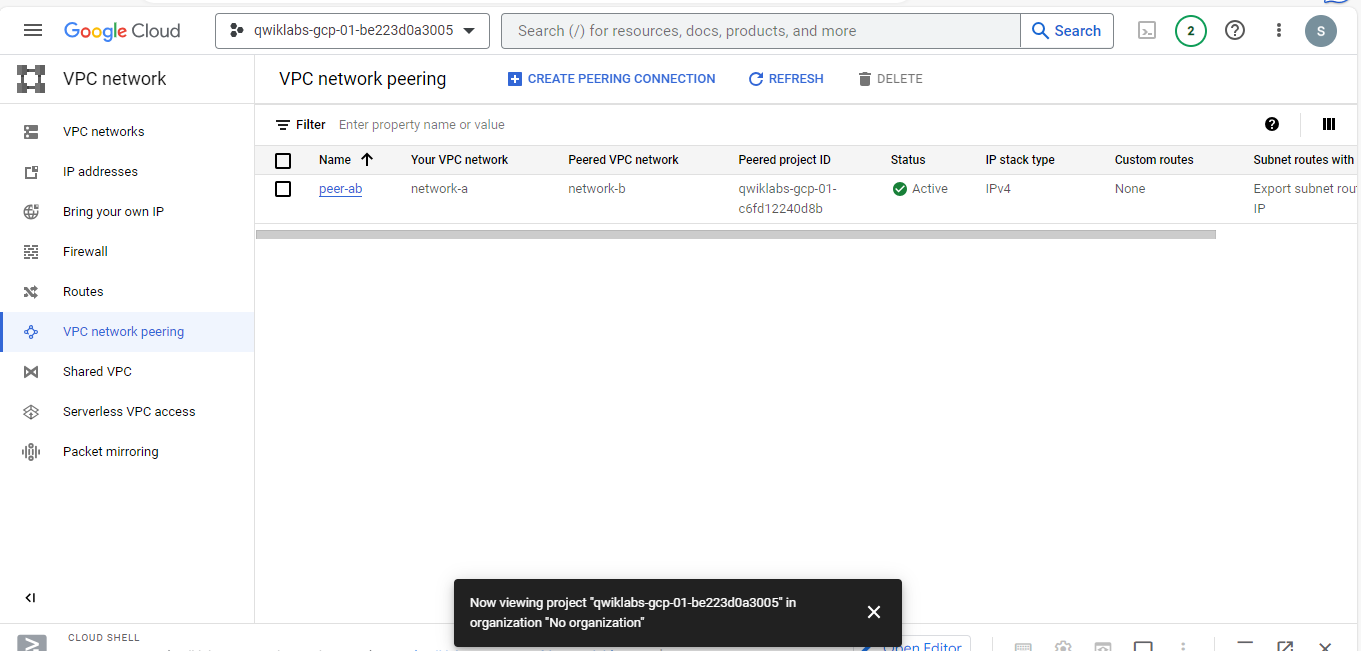 Google Cloud
qwiklabs-gcp-01-be223d0a3005
Search (/) for resources, docs, products, and more
Search
2
S
VPC network
VPC network peering
CREATE PEERING CONNECTION
REFRESH
DELETE
VPC networks
IP addresses
Bring your own IP
Firewall
Routes
VPC network peering
Shared VPC
Serverless VPC access
Packet mirroring
Filter Enter property name or value
Name Your VPC network Peered VPC network Peered project ID Status IP stack type Custom routes Subnet routes with
peer-ab network-a network-b qwiklabs-gcp-01- Active IPv4 None Export subnet rou
c6fd12240d8b IP
Now viewing project "qwiklabs-gcp-01-be223d0a3005" in
organization "No organization"
CLOUD SHELL
Open Editor